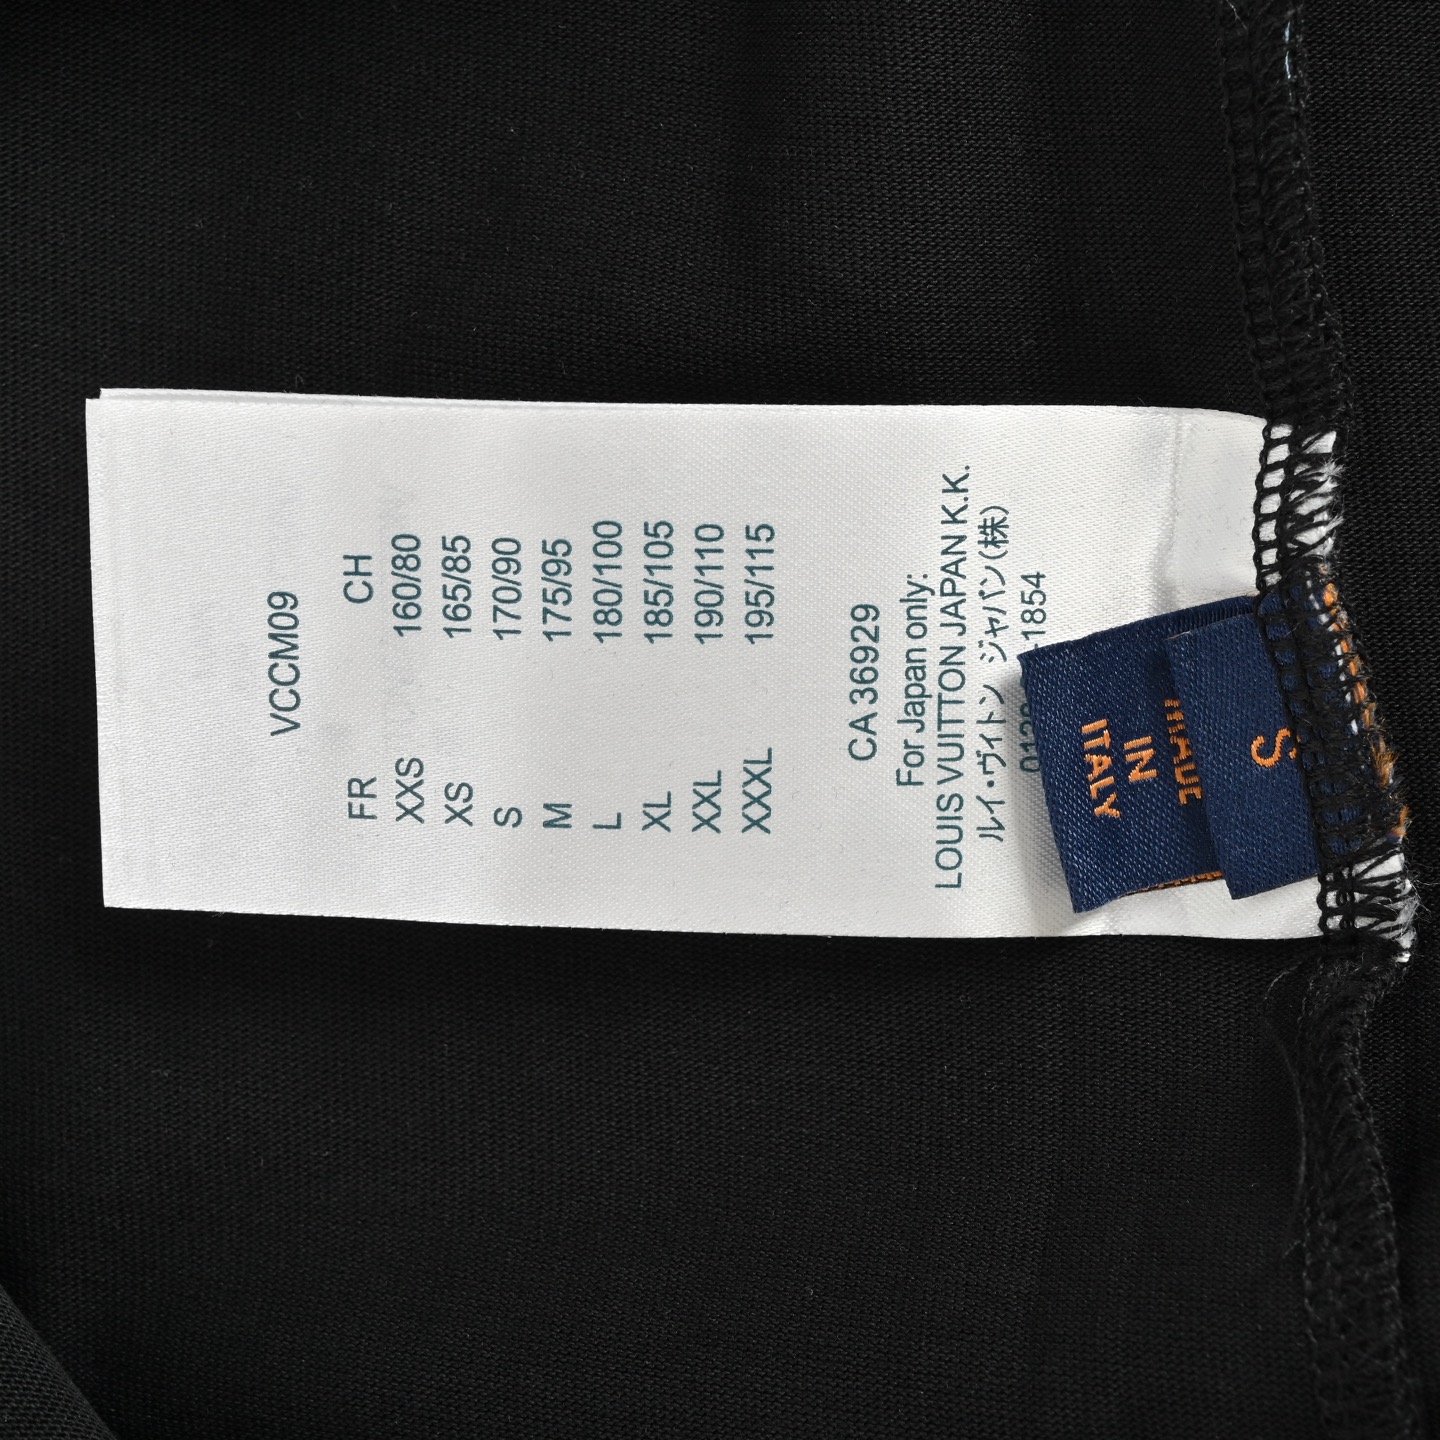 VCCM09
FR CH
XXS 160/80
XS 165/85
S 170/90
M 175/95
L 180/100
XL 185/105
XXL 190/110
XXXL 195/115
CA 36929
For Japan only:
LOUIS VUITTON JAPAN K.K.
ルイ・ヴィトン ジャパン(株)
-1854
ITALY
IN
MADE
S